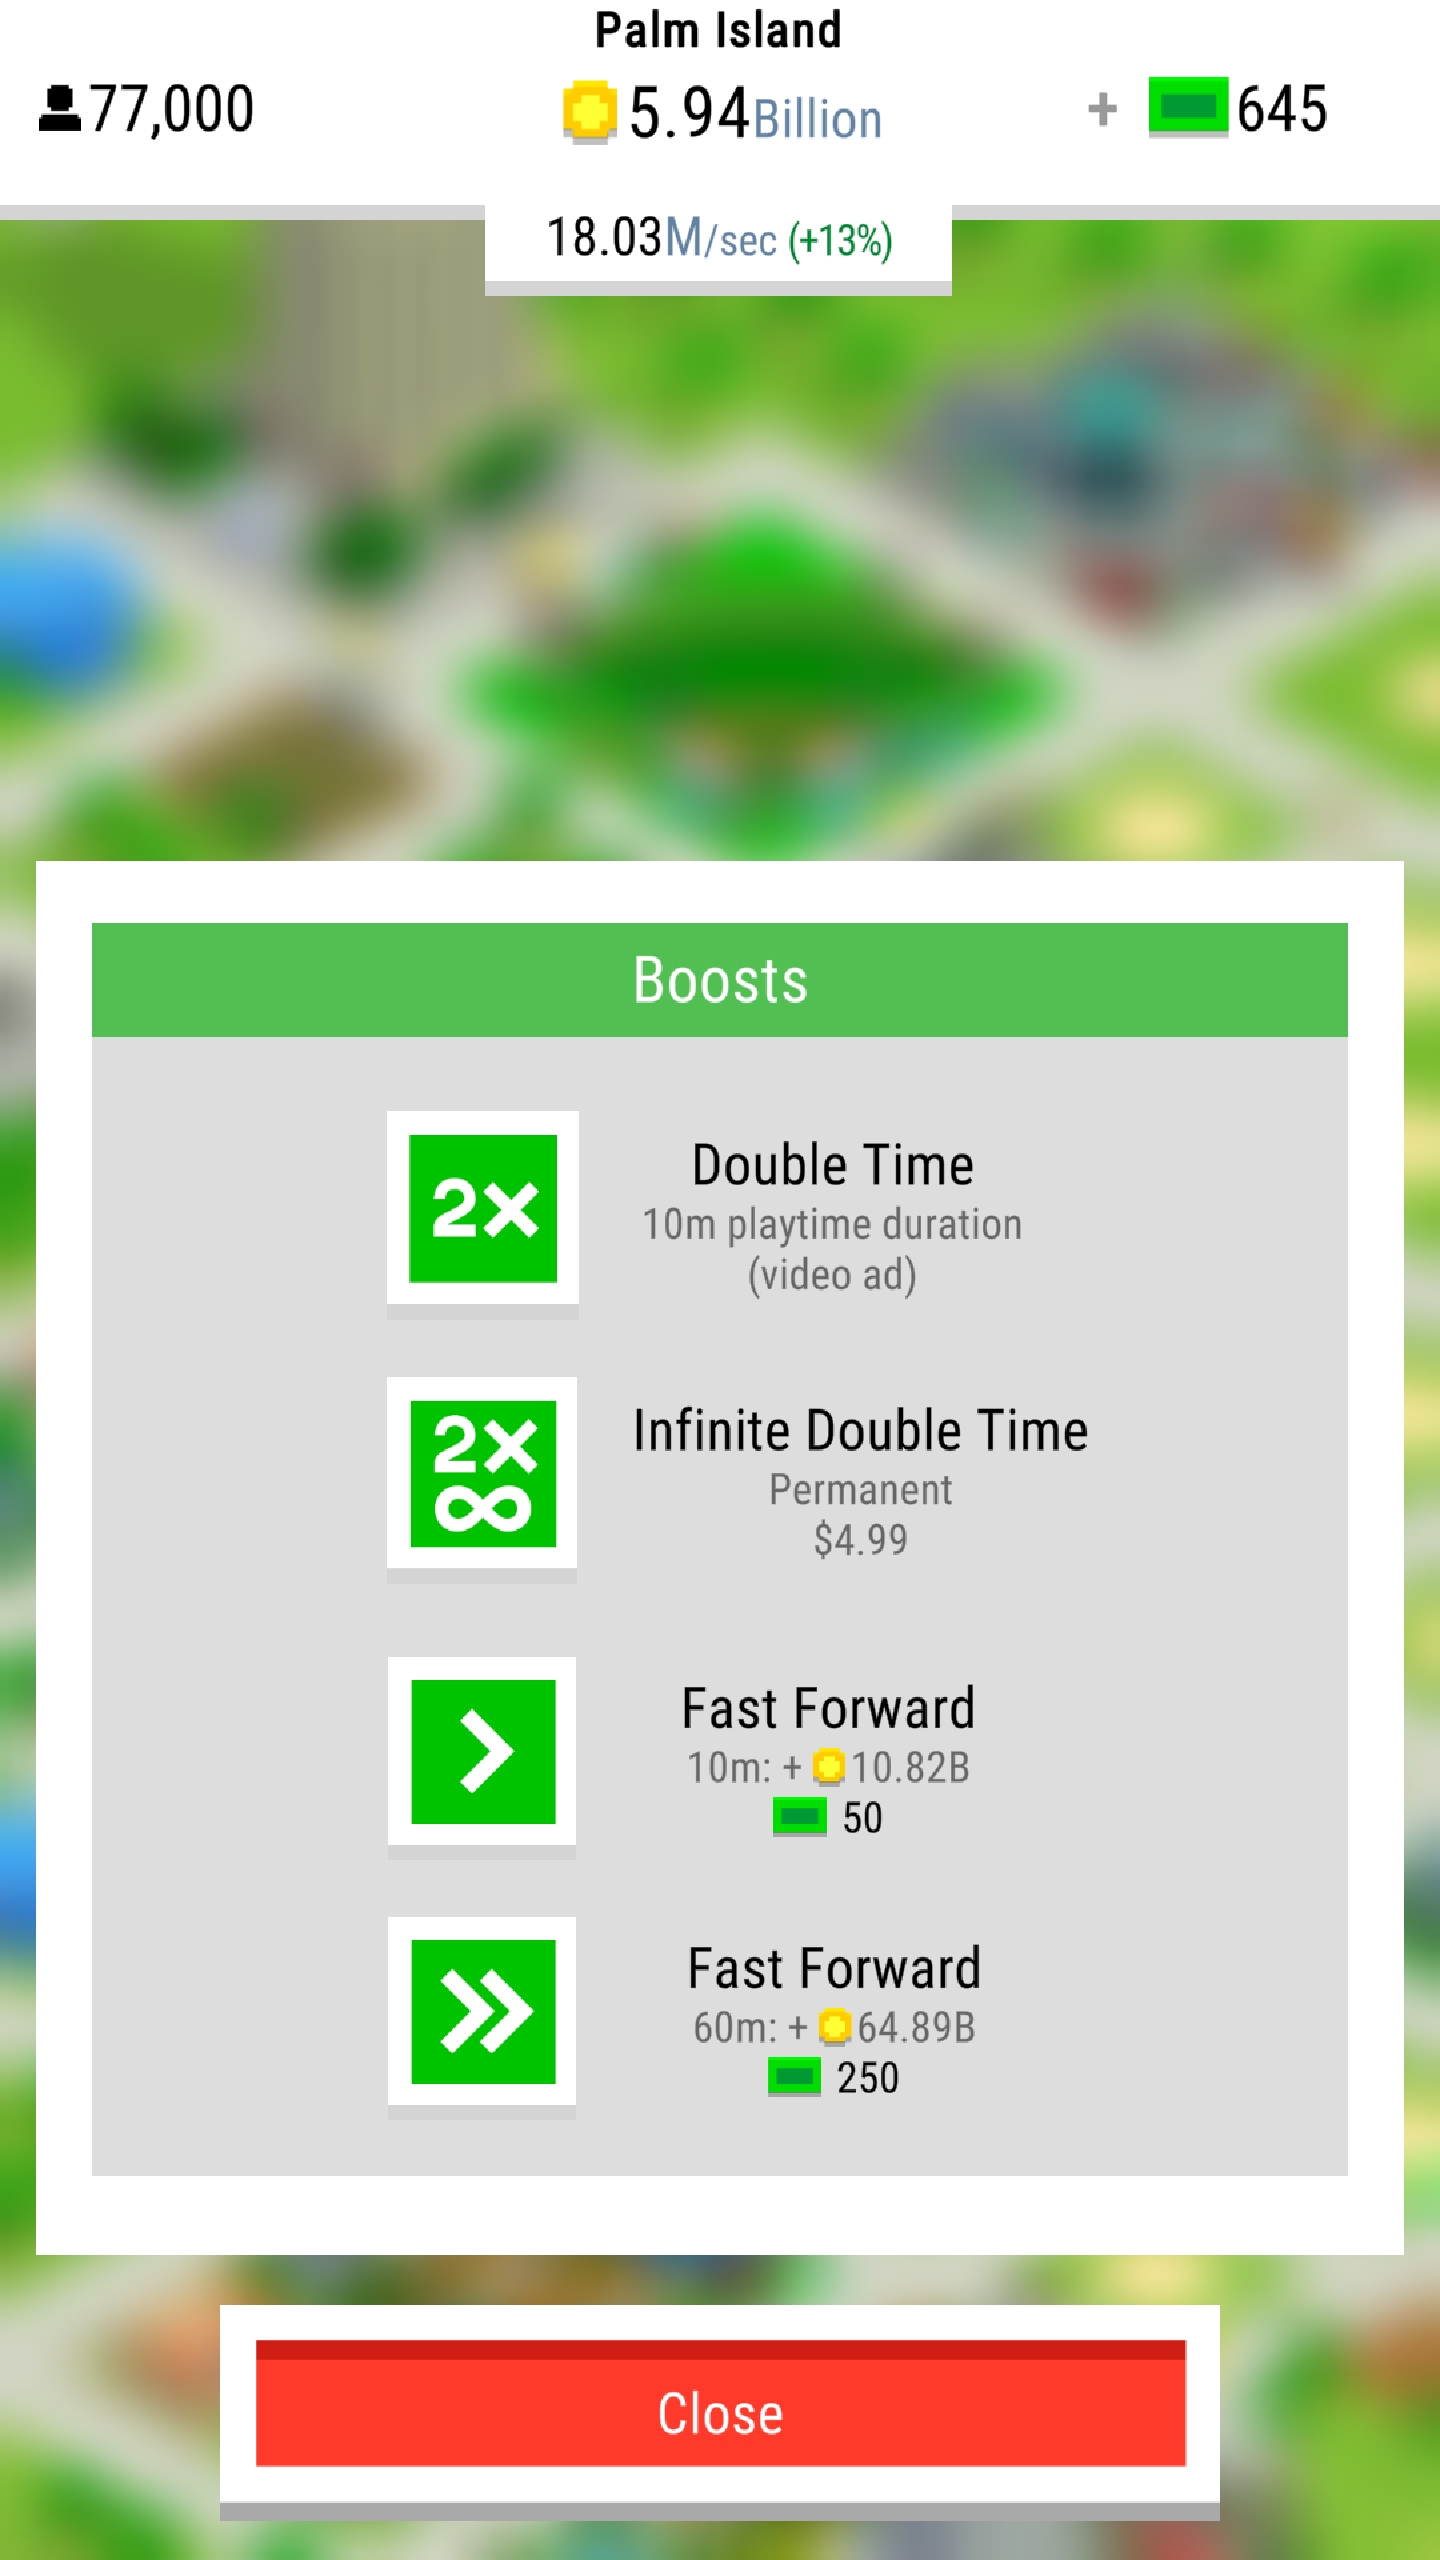 Palm Island
77,000
5.94Billion
+ 645
18.03M/sec (+13%)
Boosts
2×
Double Time
10m playtime duration
(video ad)
2×
∞
Infinite Double Time
Permanent
$4.99
Fast Forward
10m: + 10.82B
50
Fast Forward
60m: + 64.89B
250
Close